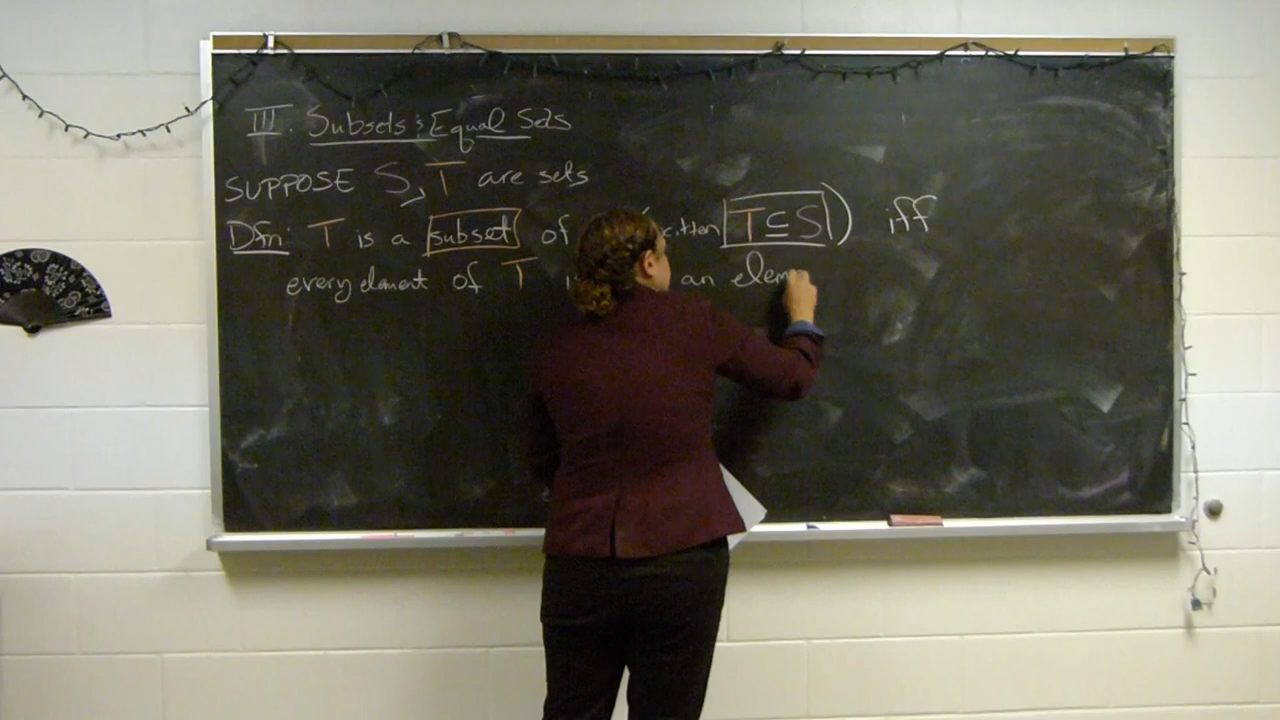 III. Subsets & Equal Sets
SUPPOSE S, T are sets
Dfn: T is a subset of T ⊆ S) iff
every element of T an elem